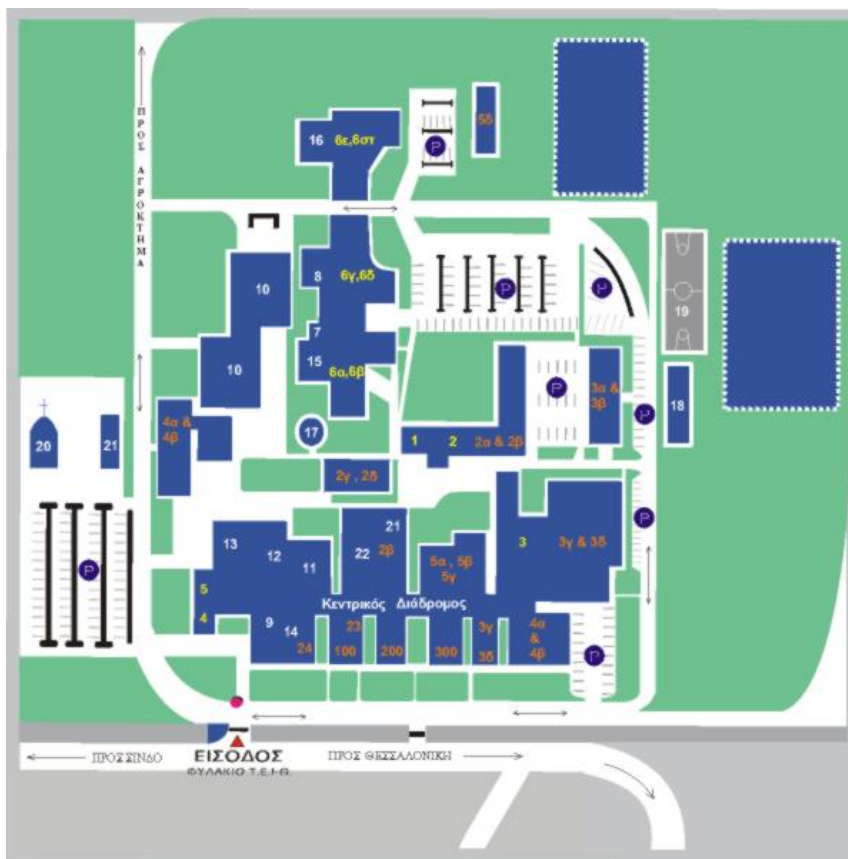 5δ
16 6ε,6στ
P
ΠΡΟΣ ΑΓΡΟΚΤΗΜΑ
8 6γ,6δ
10
P
P
19
7
15
6α,6β
10
P
3α &
3β
18
P
4α &
4β
20
21
17
1 2 2α & 2β
2γ , 2δ
P
P
21
22 2β
13
12
11
3
3γ & 3δ
5α , 5β
5γ
5
4
Κεντρικός Διάδρομος
9
14
24
23
100
200
300
3γ
3δ
4α
&
4β
P
ΠΡΟΣ ΣΙΝΔΟ
ΕΙΣΟΔΟΣ
ΦΥΛΑΚΙΟ Τ.Ε.Ι-Θ.
ΠΡΟΣ ΘΕΣΣΑΛΟΝΙΚΗ